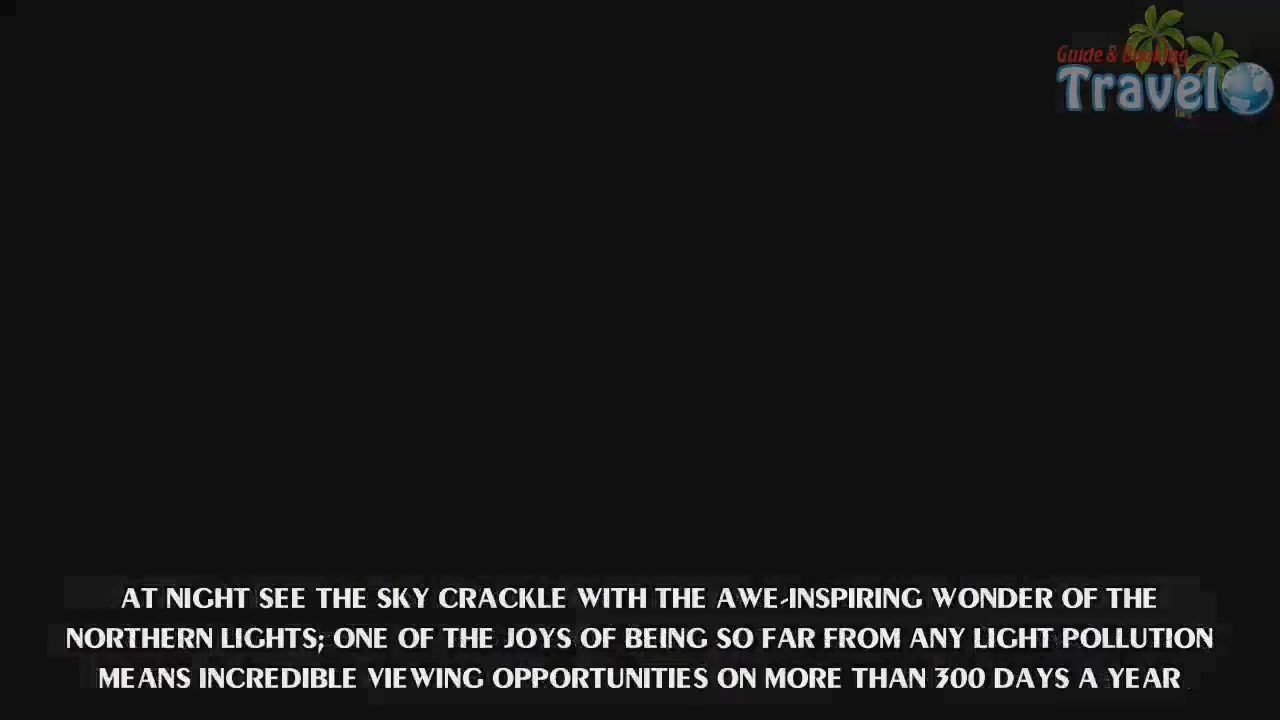 Guide & Booking
Travel
AT NIGHT SEE THE SKY CRACKLE WITH THE AWE-INSPIRING WONDER OF THE
NORTHERN LIGHTS; ONE OF THE JOYS OF BEING SO FAR FROM ANY LIGHT POLLUTION
MEANS INCREDIBLE VIEWING OPPORTUNITIES ON MORE THAN 300 DAYS A YEAR